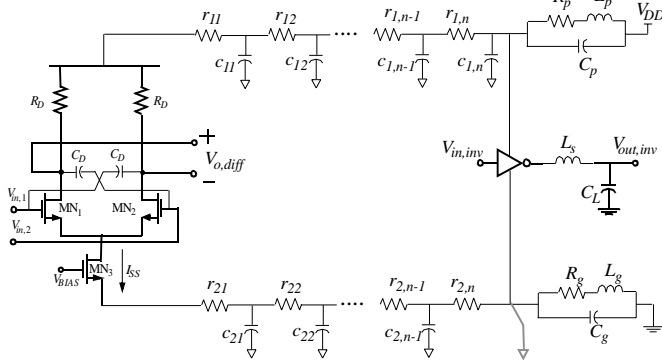 r11 r12 r1,n-1 r1,n Rp Lp VDD
c11 c12 c1,n-1 c1,n Cp
RD RD
+
CD CD Vo,diff
−
Vin,inv Ls Vout,inv
CL
Vin,1
MN1 MN2
Vin,2
MN3 ISS
VBIAS
r21 r22 r2,n-1 r2,n Rg Lg
c21 c22 c2,n-1 Cg